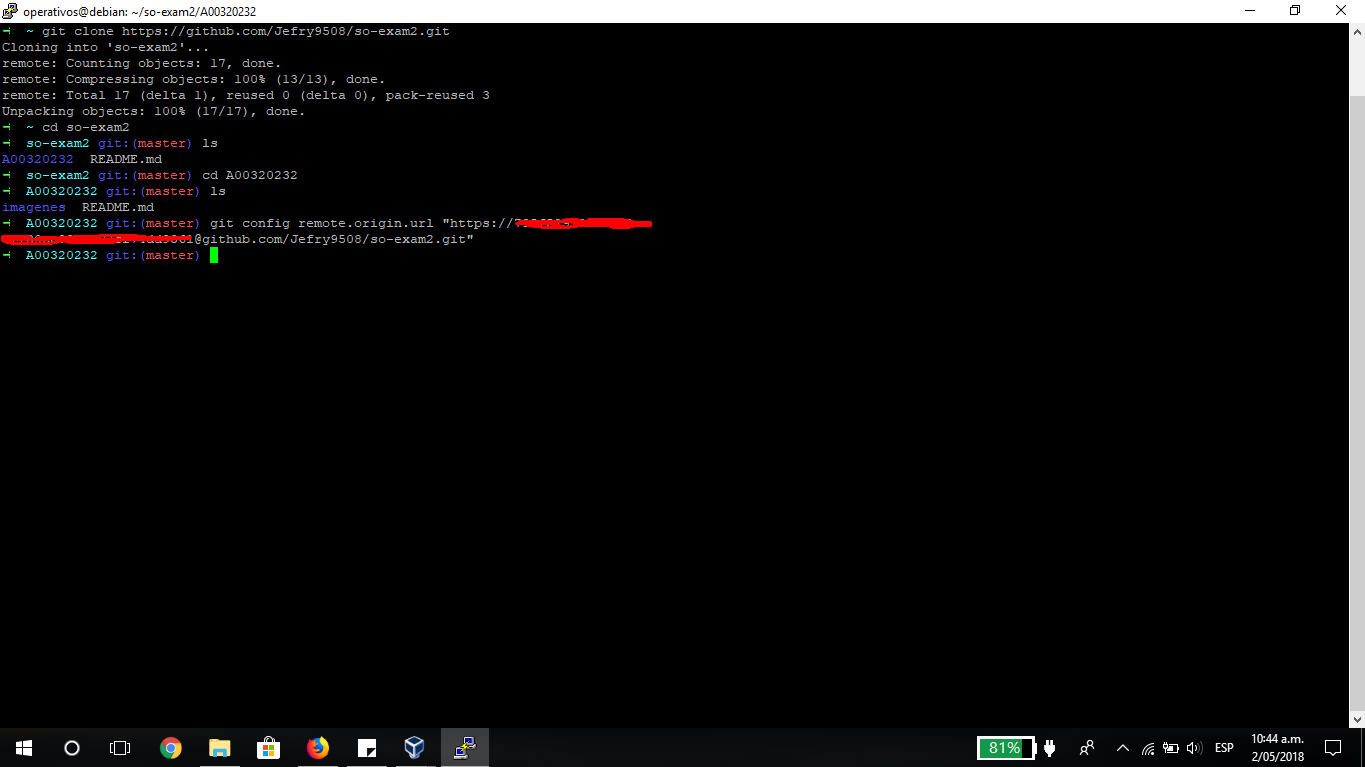 operativos@debian: ~/so-exam2/A00320232
~ git clone https://github.com/Jefry9508/so-exam2.git
Cloning into 'so-exam2'...
remote: Counting objects: 17, done.
remote: Compressing objects: 100% (13/13), done.
remote: Total 17 (delta 1), reused 0 (delta 0), pack-reused 3
Unpacking objects: 100% (17/17), done.
~ cd so-exam2
so-exam2 git:(master) ls
A00320232 README.md
so-exam2 git:(master) cd A00320232
A00320232 git:(master) ls
imagenes README.md
A00320232 git:(master) git config remote.origin.url "https://
@github.com/Jefry9508/so-exam2.git"
A00320232 git:(master)
81%
ESP
10:44 a.m.
2/05/2018